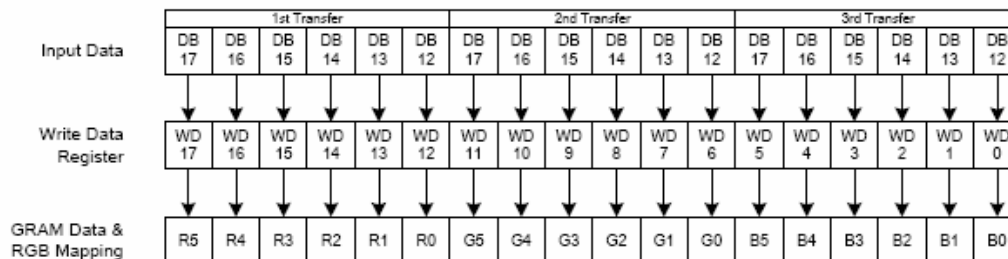 1st Transfer 2nd Transfer 3rd Transfer
Input Data DB 17 DB 16 DB 15 DB 14 DB 13 DB 12 DB 17 DB 16 DB 15 DB 14 DB 13 DB 12 DB 17 DB 16 DB 15 DB 14 DB 13 DB 12
Write Data Register WD 17 WD 16 WD 15 WD 14 WD 13 WD 12 WD 11 WD 10 WD 9 WD 8 WD 7 WD 6 WD 5 WD 4 WD 3 WD 2 WD 1 WD 0
GRAM Data & RGB Mapping R5 R4 R3 R2 R1 R0 G5 G4 G3 G2 G1 G0 B5 B4 B3 B2 B1 B0